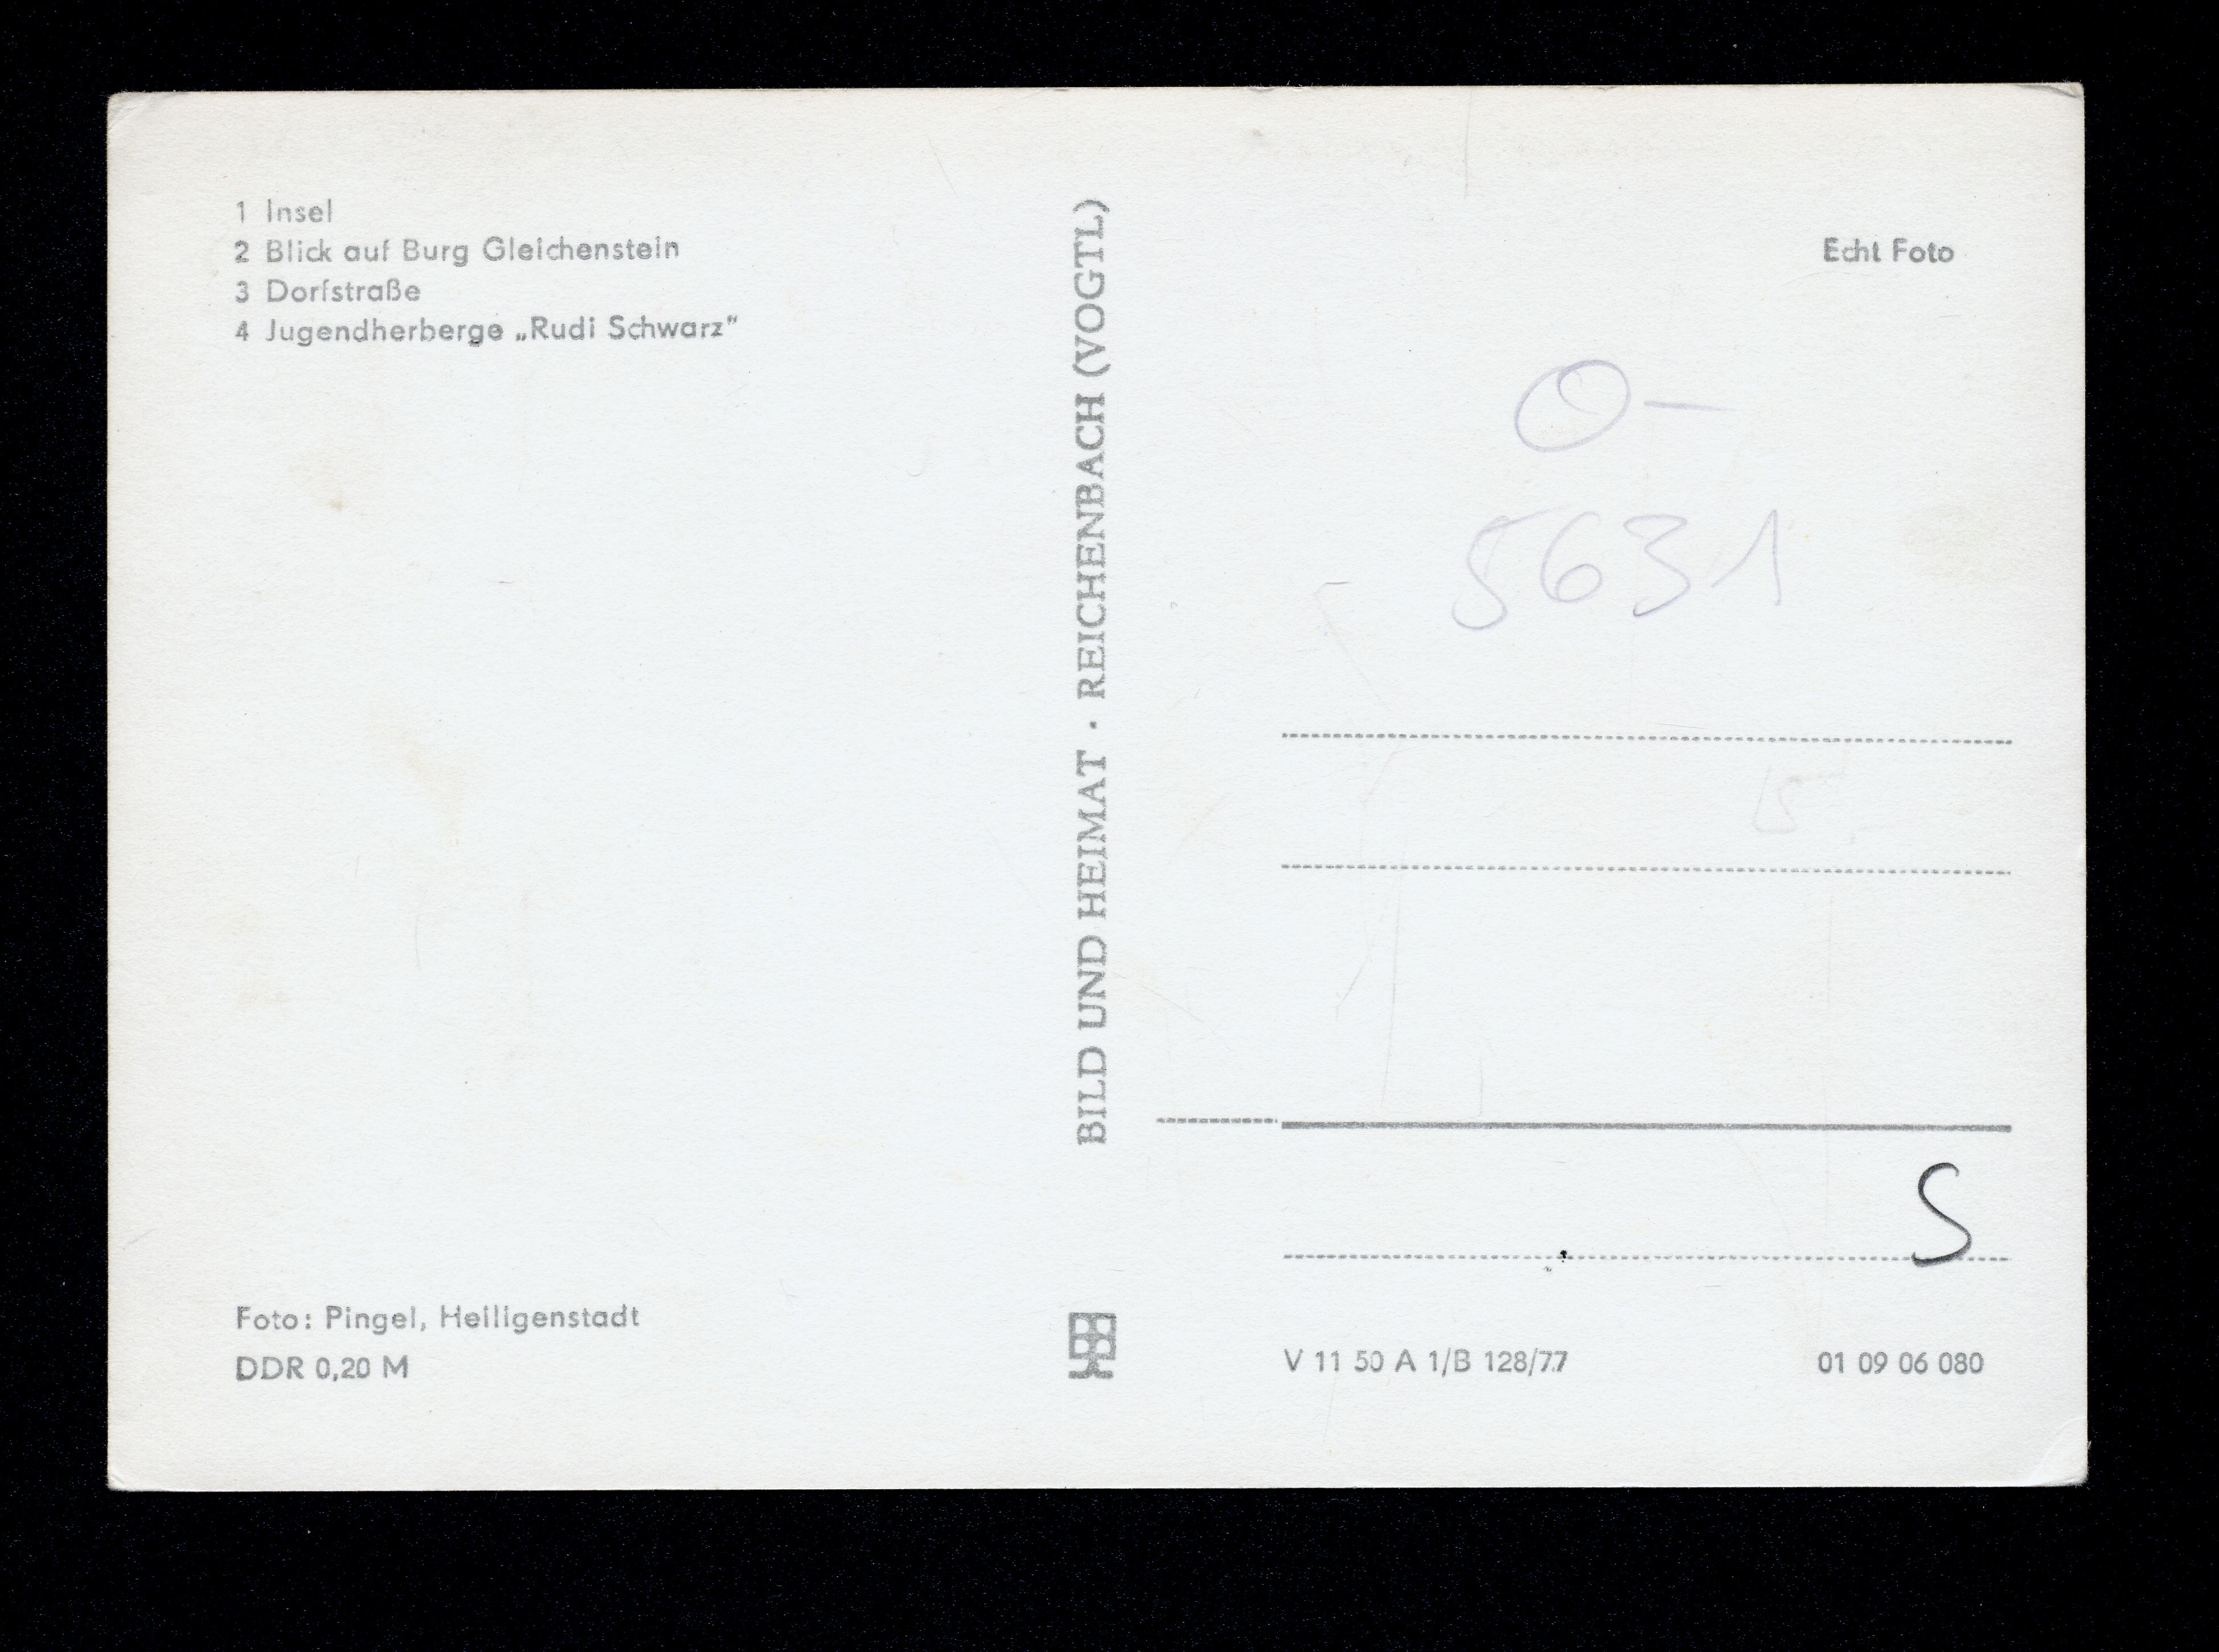 1 Insel
2 Blick auf Burg Gleichenstein
3 Dorfstraße
4 Jugendherberge „Rudi Schwarz”
Foto: Pingel, Heiligenstadt
DDR 0,20 M
BILD UND HEIMAT · REICHENBACH (VOGTL)
Echt Foto
O-
5631
S
V 11 50 A 1/B 128/77
01 09 06 080